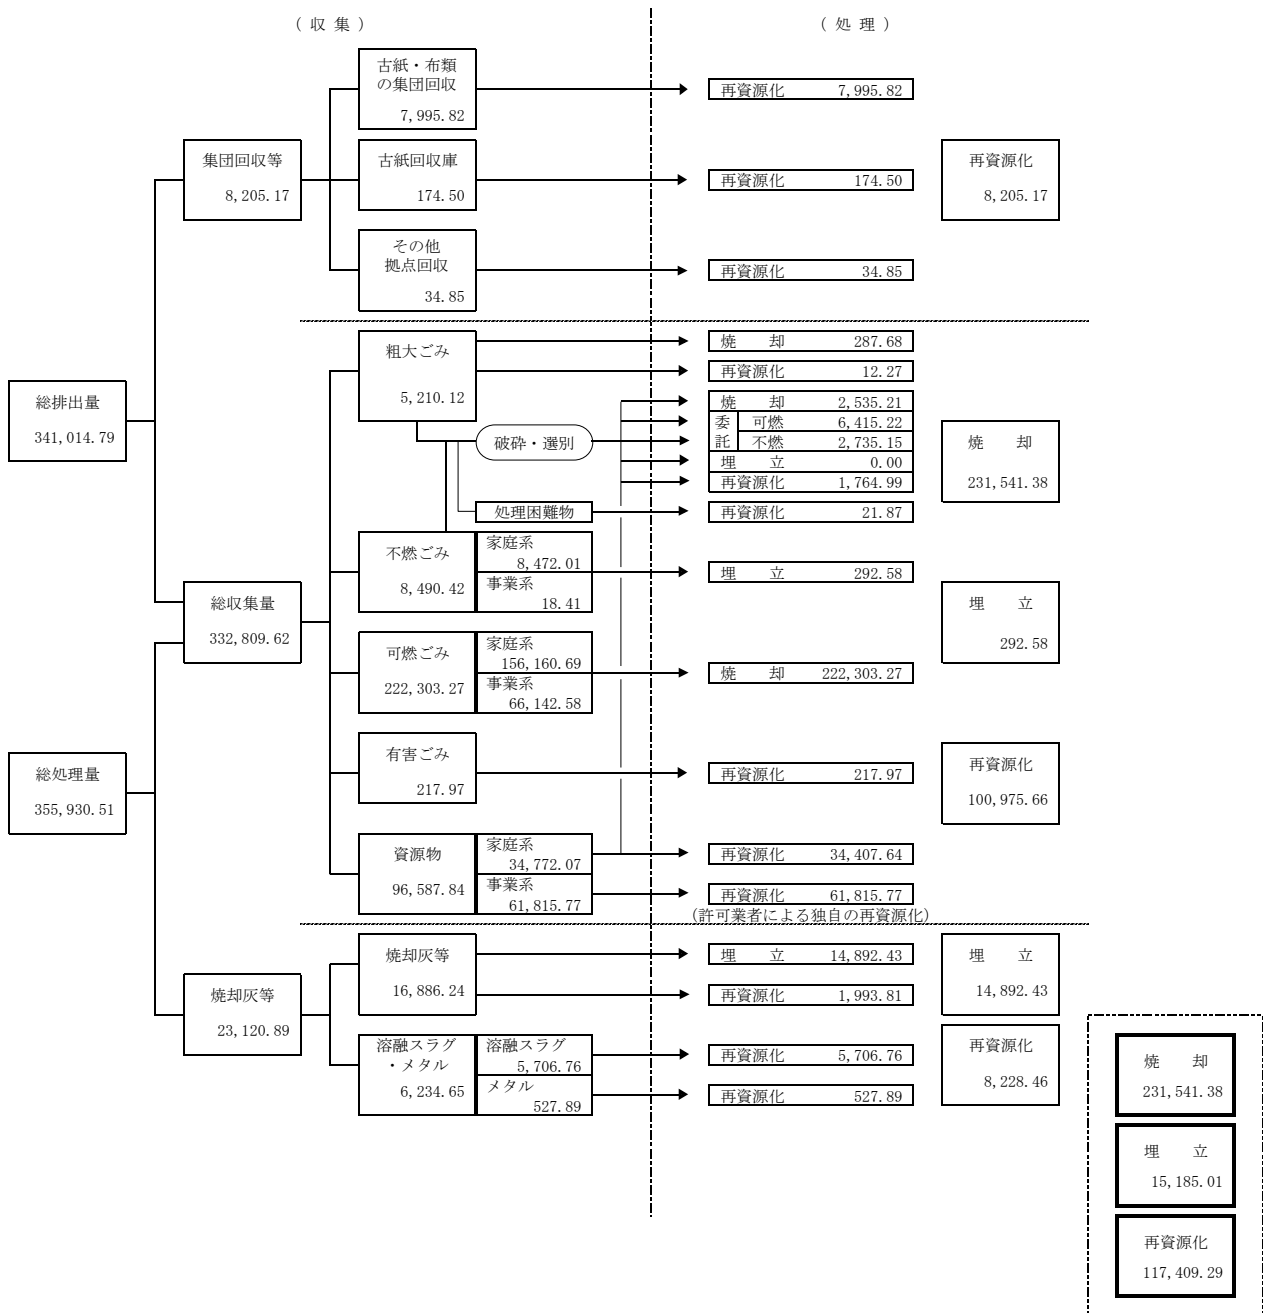 ( 収 集 )
( 処 理 )
古紙・布類
の集団回収
7,995.82
再資源化 7,995.82
集団回収等
8,205.17
古紙回収庫
174.50
再資源化 174.50
再資源化
8,205.17
その他
拠点回収
34.85
再資源化 34.85
粗大ごみ
5,210.12
焼 却 287.68
再資源化 12.27
総排出量
341,014.79
破砕・選別
焼 却 2,535.21
委託
可燃 6,415.22
不燃 2,735.15
埋 立 0.00
再資源化 1,764.99
焼 却
231,541.38
処理困難物
再資源化 21.87
不燃ごみ
8,490.42
家庭系
8,472.01
事業系
18.41
埋 立 292.58
総収集量
332,809.62
埋 立
292.58
可燃ごみ
222,303.27
家庭系
156,160.69
事業系
66,142.58
焼 却 222,303.27
総処理量
355,930.51
有害ごみ
217.97
再資源化 217.97
再資源化
100,975.66
資源物
96,587.84
家庭系
34,772.07
事業系
61,815.77
再資源化 34,407.64
再資源化 61,815.77
(許可業者による独自の再資源化)
焼却灰等
23,120.89
焼却灰等
16,886.24
埋 立 14,892.43
再資源化 1,993.81
埋 立
14,892.43
溶融スラグ
・メタル
6,234.65
溶融スラグ
5,706.76
メタル
527.89
再資源化 5,706.76
再資源化 527.89
再資源化
8,228.46
焼 却
231,541.38
埋 立
15,185.01
再資源化
117,409.29